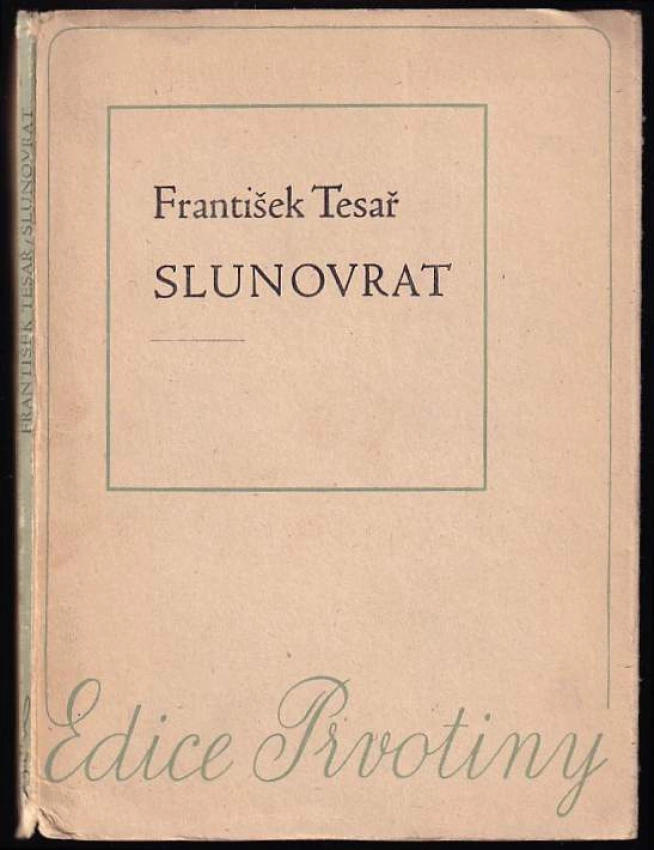 František Tesař
SLUNOVRAT
Edice Prvotiny
FRANTIŠEK TESAŘ / SLUNOVRAT